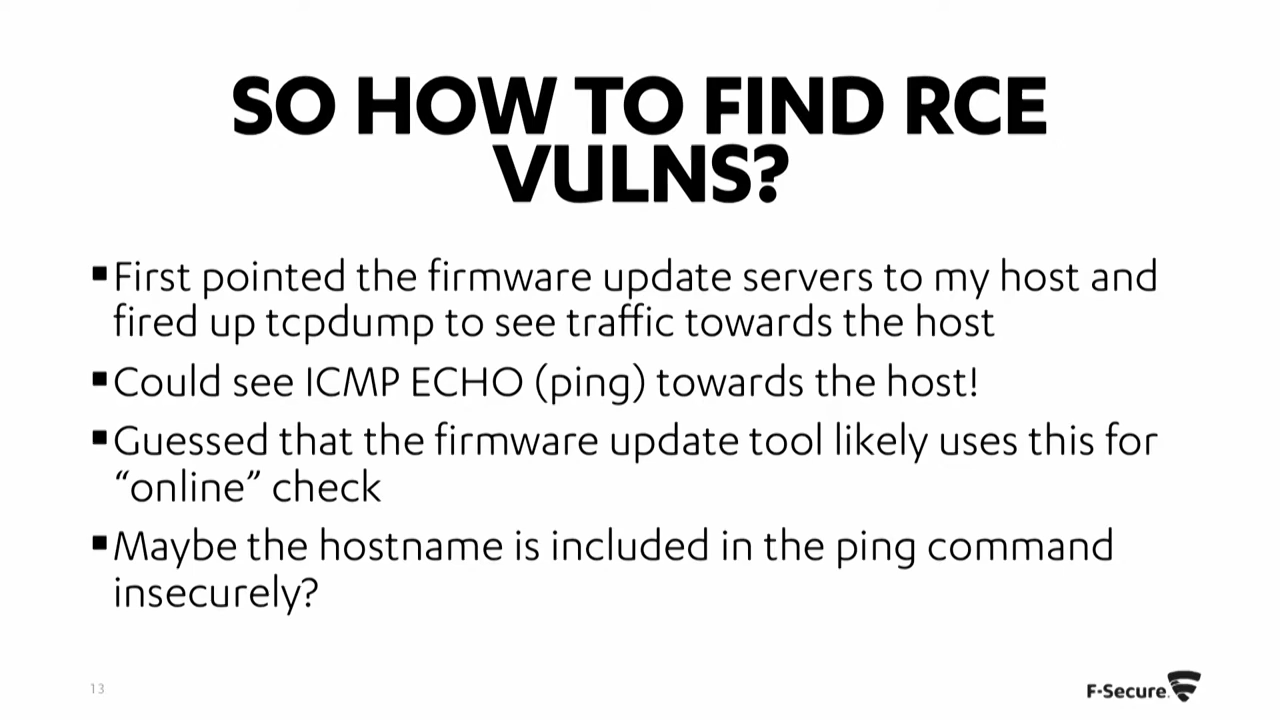 SO HOW TO FIND RCE
VULNS?
▪First pointed the firmware update servers to my host and
fired up tcpdump to see traffic towards the host
▪Could see ICMP ECHO (ping) towards the host!
▪Guessed that the firmware update tool likely uses this for
“online” check
▪Maybe the hostname is included in the ping command
insecurely?
13
F-Secure.